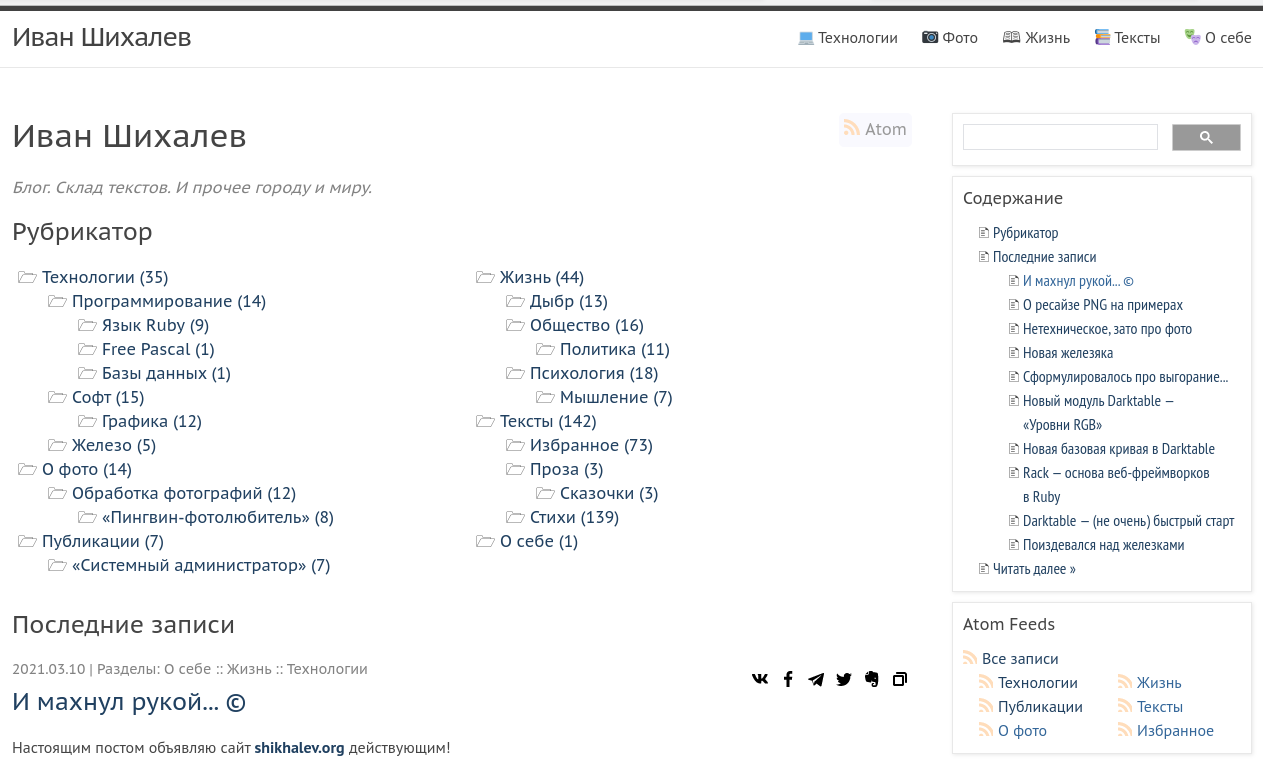 Иван Шихалев
Технологии
Фото
Жизнь
Тексты
О себе
Иван Шихалев
Atom
Блог. Склад текстов. И прочее городу и миру.
Рубрикатор
Технологии (35)
Программирование (14)
Язык Ruby (9)
Free Pascal (1)
Базы данных (1)
Софт (15)
Графика (12)
Железо (5)
О фото (14)
Обработка фотографий (12)
«Пингвин-фотолюбитель» (8)
Публикации (7)
«Системный администратор» (7)
Жизнь (44)
Дыбр (13)
Общество (16)
Политика (11)
Психология (18)
Мышление (7)
Тексты (142)
Избранное (73)
Проза (3)
Сказочки (3)
Стихи (139)
О себе (1)
Последние записи
2021.03.10 | Разделы: О себе :: Жизнь :: Технологии
И махнул рукой... ©
Настоящим постом объявляю сайт shikhalev.org действующим!
Содержание
Рубрикатор
Последние записи
И махнул рукой... ©
О ресайзе PNG на примерах
Нетехническое, зато про фото
Новая железяка
Сформулировалось про выгорание...
Новый модуль Darktable —
«Уровни RGB»
Новая базовая кривая в Darktable
Rack — основа веб-фреймворков
в Ruby
Darktable — (не очень) быстрый старт
Поиздевался над железками
Читать далее »
Atom Feeds
Все записи
Технологии
Жизнь
Публикации
Тексты
О фото
Избранное